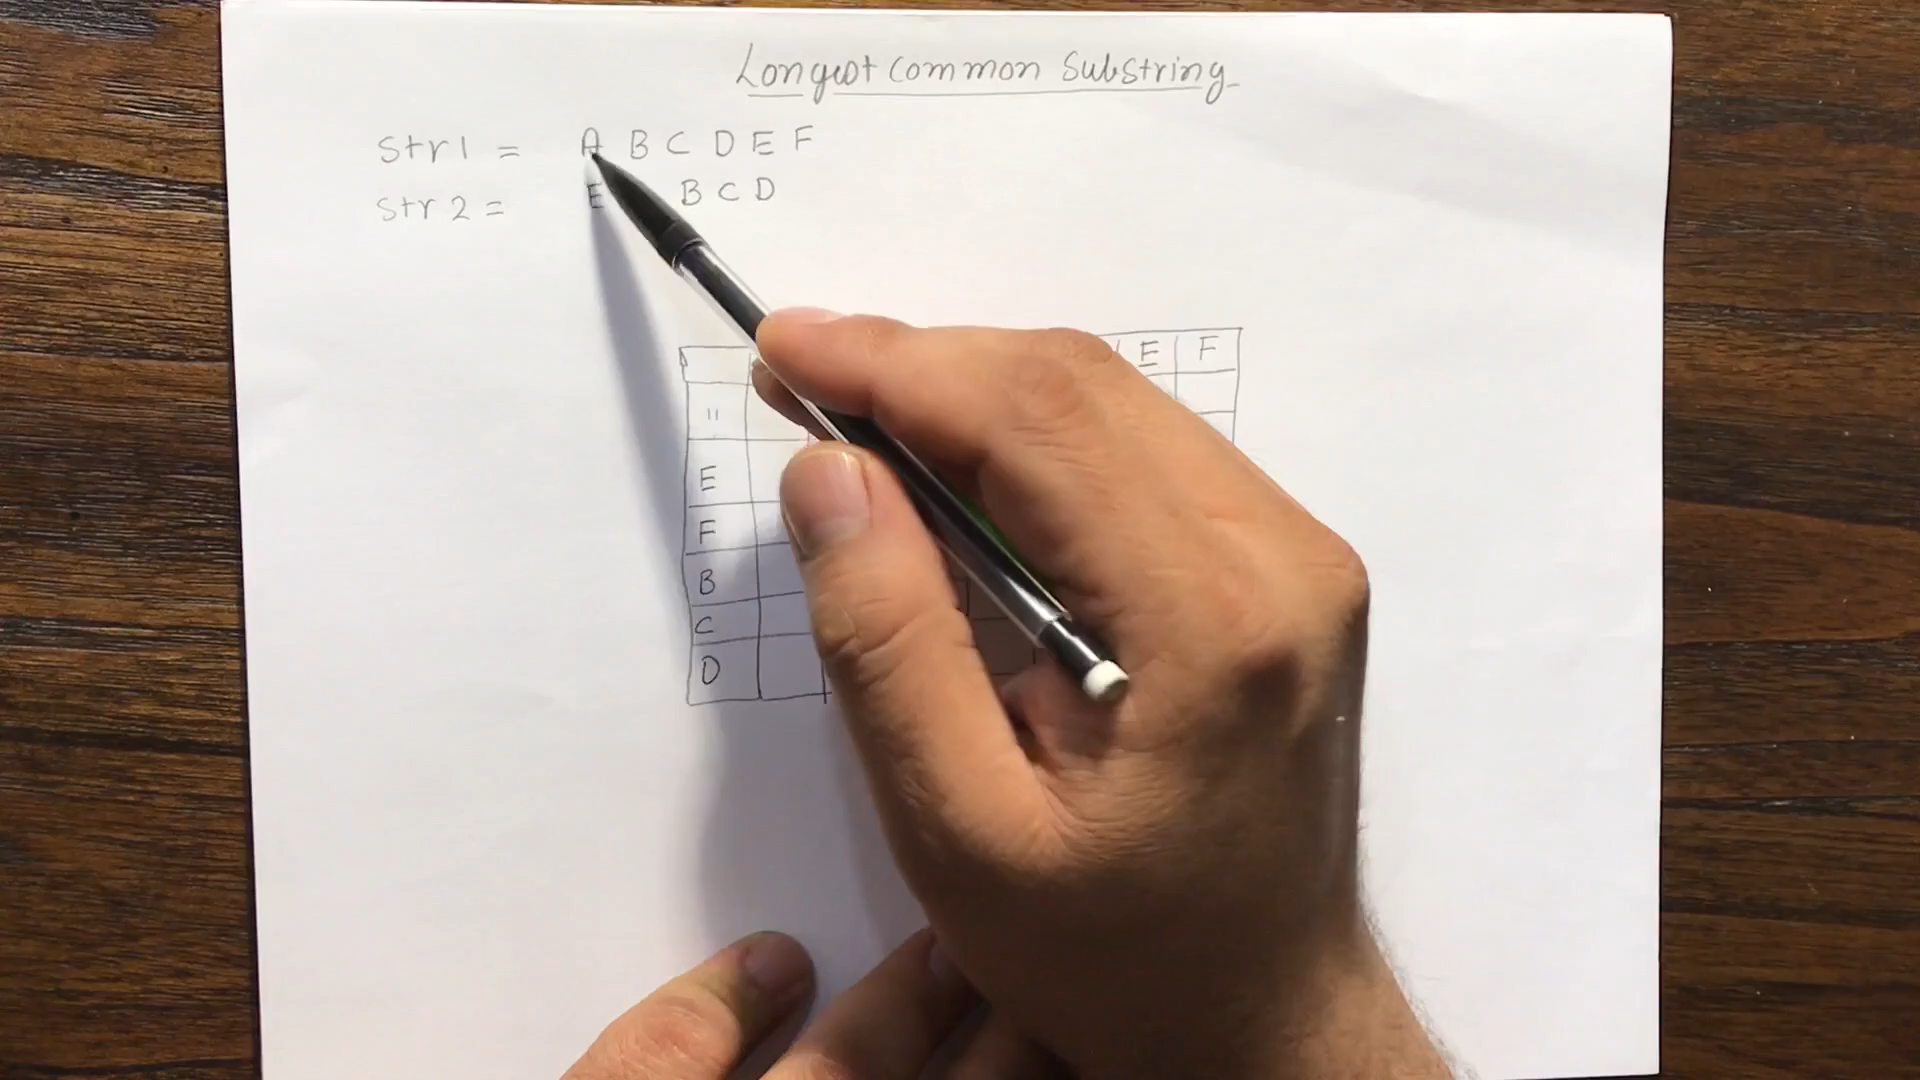 Longest Common Substring
Str1 = A B C D E F
Str2 = E B C D
E F
"
E
F
B
C
D